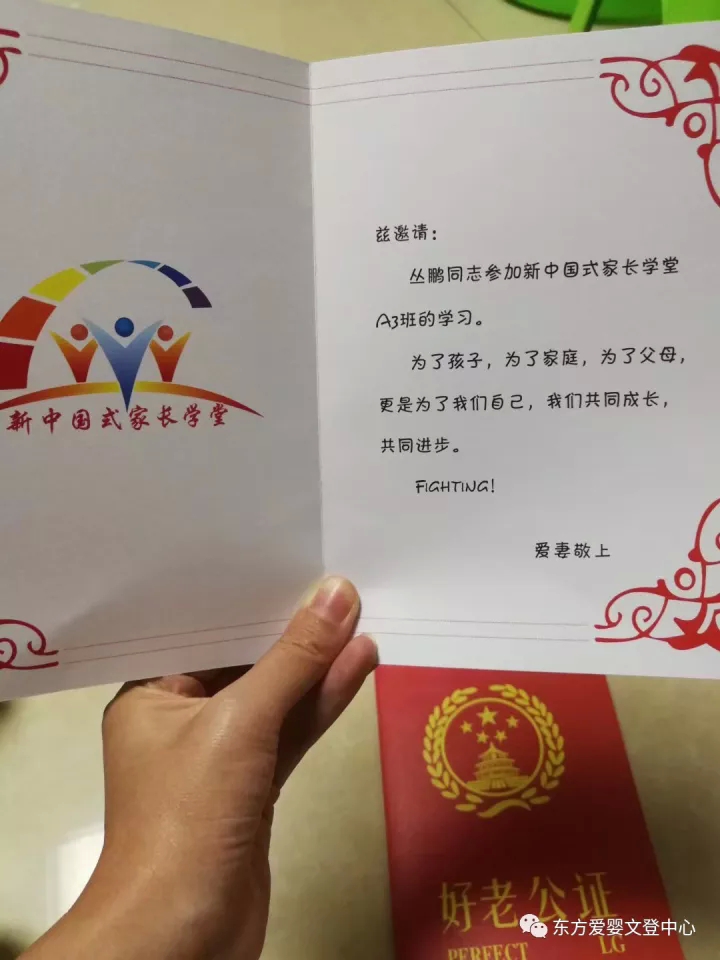 新中国式家长学堂
兹邀请：
丛鹏同志参加新中国式家长学堂
A3班的学习。
为了孩子，为了家庭，为了父母，
更是为了我们自己，我们共同成长，
共同进步。
FIGHTING!
爱妻敬上
好老公证
PERFECT LG
东方爱婴文登中心